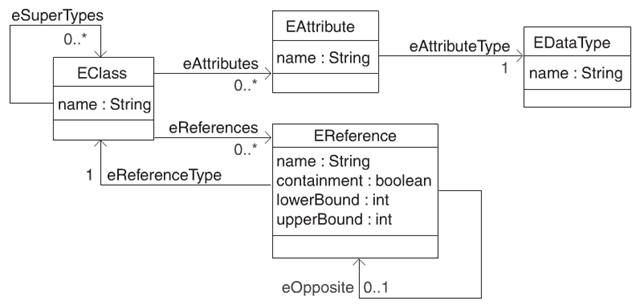 eSuperTypes
0..*
EClass
name : String
eAttributes
0..*
EAttribute
name : String
eAttributeType
1
EDataType
name : String
eReferences
0..*
EReference
name : String
containment : boolean
lowerBound : int
upperBound : int
1
eReferenceType
eOpposite
0..1